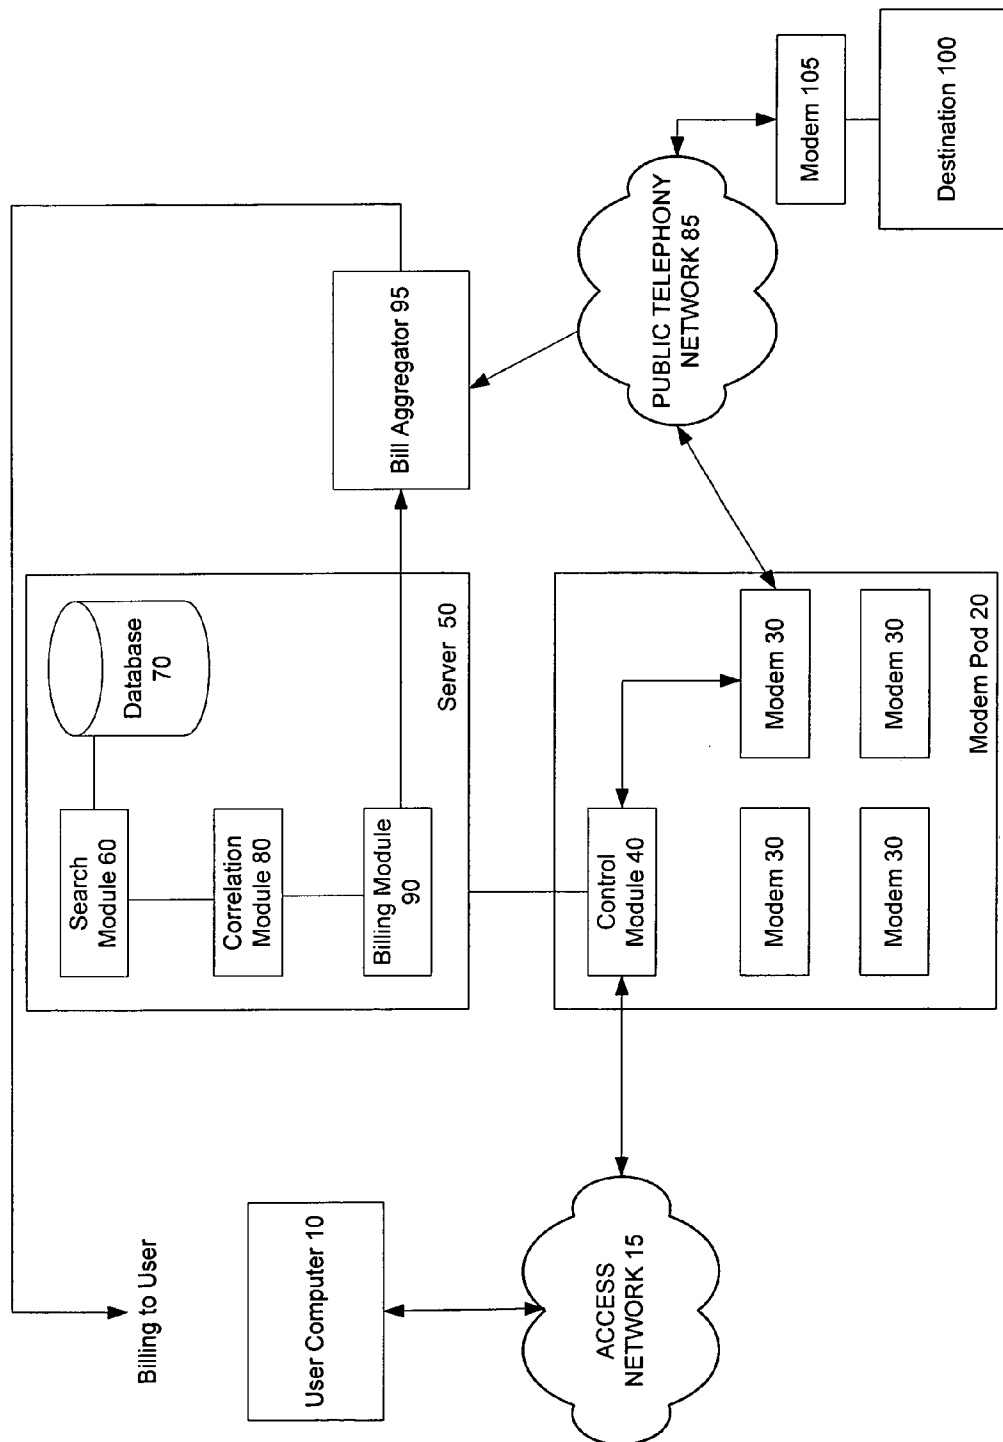 Billing to User
User Computer 10
ACCESS
NETWORK 15
Search
Module 60
Database
70
Correlation
Module 80
Billing Module
90
Server 50
Control
Module 40
Modem 30
Modem 30
Modem 30
Modem 30
Modem Pod 20
Bill Aggregator 95
PUBLIC TELEPHONY
NETWORK 85
Modem 105
Destination 100